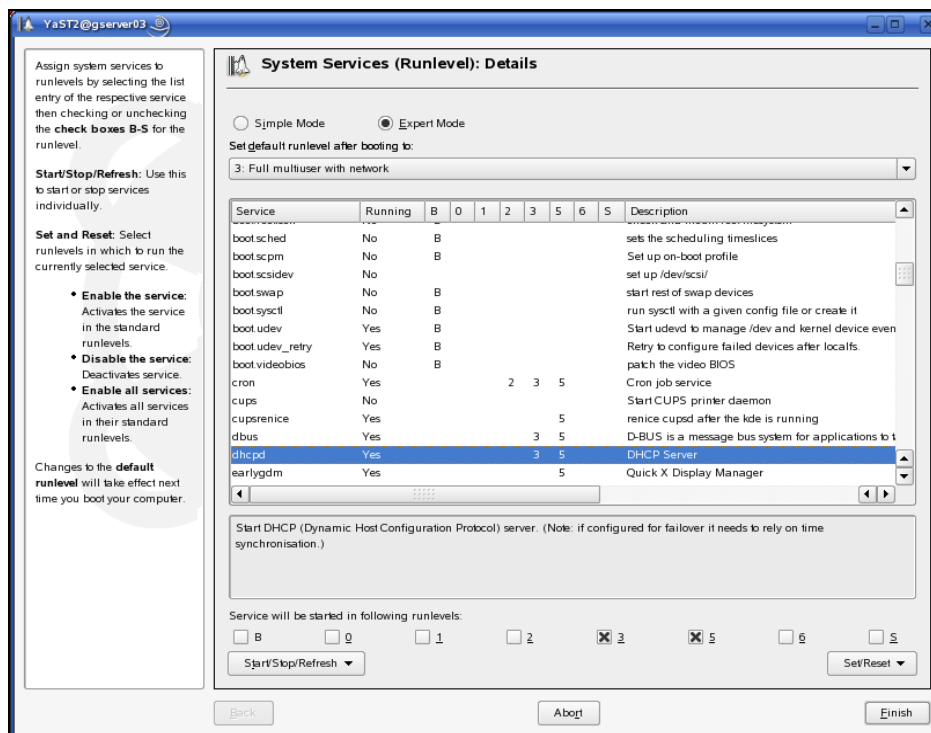 YaST2@gserver03
Assign system services to
runlevels by selecting the list
entry of the respective service
then checking or unchecking
the check boxes B-S for the
runlevel.
Start/Stop/Refresh: Use this
to start or stop services
individually.
Set and Reset: Select
runlevels in which to run the
currently selected service.
• Enable the service:
Activates the service
in the standard
runlevels.
• Disable the service:
Deactivates service.
• Enable all services:
Activates all services
in their standard
runlevels.
Changes to the default
runlevel will take effect next
time you boot your computer.
System Services (Runlevel): Details
Simple Mode Expert Mode
Set default runlevel after booting to:
3: Full multiuser with network
Service Running B 0 1 2 3 5 6 S Description
boot.sched No B sets the scheduling timeslices
boot.scpm No B Set up on-boot profile
boot.scsidev No set up /dev/scsi/
boot.swap No B start rest of swap devices
boot.sysctl No B run sysctl with a given config file or create it
boot.udev Yes B Start udevd to manage /dev and kernel device even
boot.udev_retry Yes B Retry to configure failed devices after localfs.
boot.videobios No B patch the video BIOS
cron Yes 2 3 5 Cron job service
cups No Start CUPS printer daemon
cupsrenice Yes 5 renice cupsd after the kde is running
dbus Yes 3 5 D-BUS is a message bus system for applications to t
dhcpd Yes 3 5 DHCP Server
earlygdm Yes 5 Quick X Display Manager
Start DHCP (Dynamic Host Configuration Protocol) server. (Note: if configured for failover it needs to rely on time
synchronisation.)
Service will be started in following runlevels:
B 0 1 2 3 5 6 S
Start/Stop/Refresh Set/Reset
Back Abort Finish